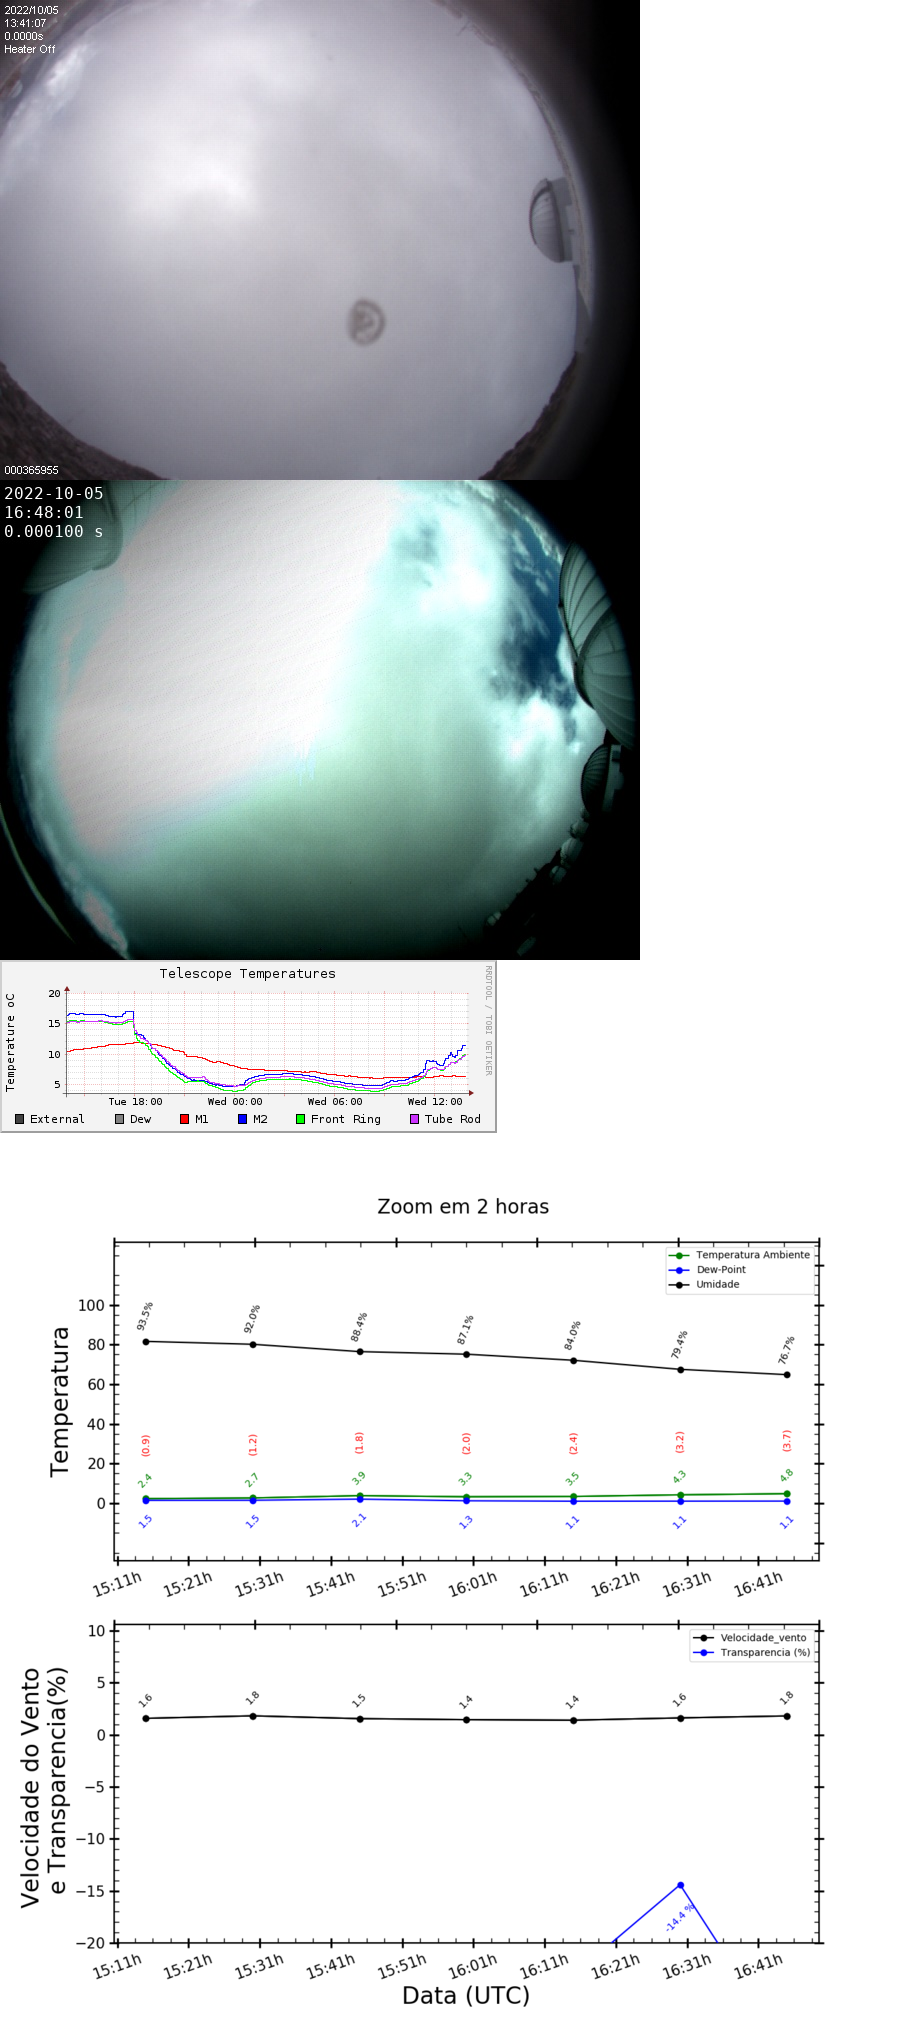 2022/10/05
13:41:07
0.0000s
Heater Off
000365955
2022-10-05
16:48:01
0.000100 s
Telescope Temperatures
RRDTOOL / TOBI OETIKER
Temperature oC
20
15
10
5
Tue 18:00 Wed 00:00 Wed 06:00 Wed 12:00
External Dew M1 M2 Front Ring Tube Rod
Zoom em 2 horas
Temperatura Ambiente
Dew-Point
Umidade
Temperatura
100
80
60
40
20
0
93.5% 92.0% 88.4% 87.1% 84.0% 79.4% 76.7%
(0.9) (1.2) (1.8) (2.0) (2.4) (3.2) (3.7)
2.4 2.7 3.9 3.3 3.5 4.3 4.8
1.5 1.5 2.1 1.3 1.1 1.1 1.1
15:11h 15:21h 15:31h 15:41h 15:51h 16:01h 16:11h 16:21h 16:31h 16:41h
Velocidade_vento
Transparencia (%)
Velocidade do Vento
e Transparencia(%)
10
5
0
−5
−10
−15
−20
1.6 1.8 1.5 1.4 1.4 1.6 1.8
-14.4 %
15:11h 15:21h 15:31h 15:41h 15:51h 16:01h 16:11h 16:21h 16:31h 16:41h
Data (UTC)